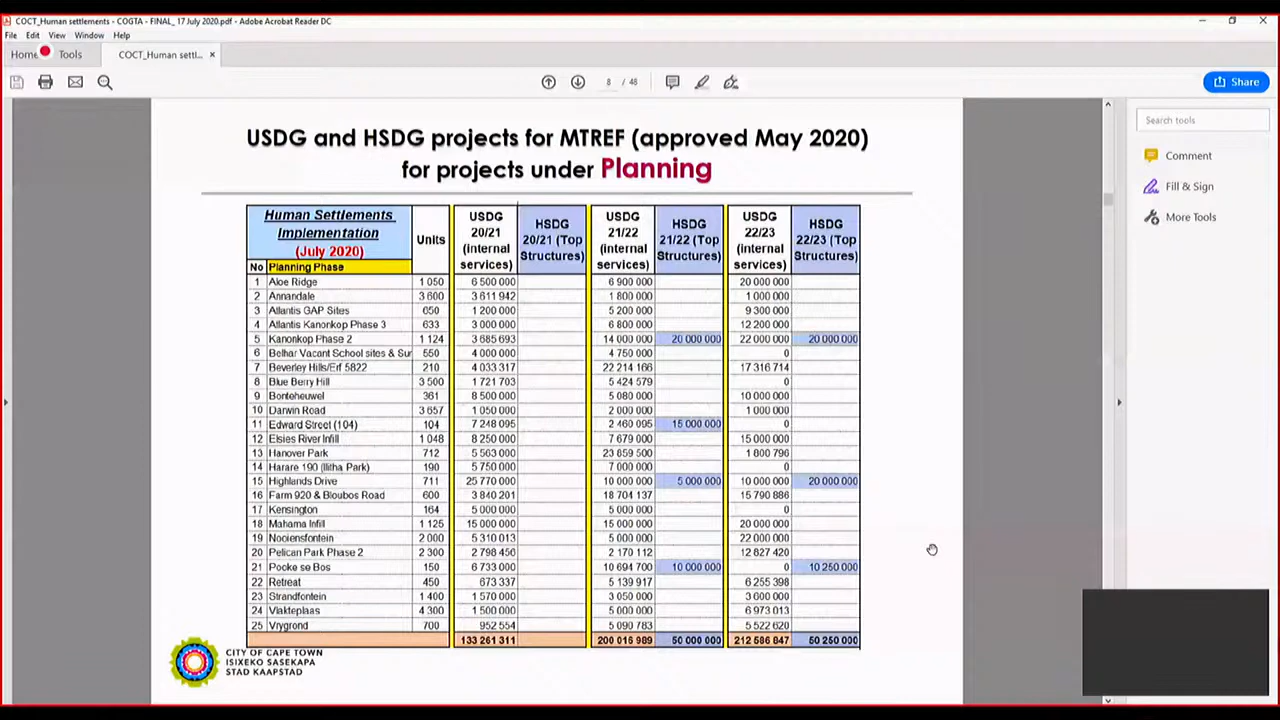 COCT_Human settlements - COGTA - FINAL_ 17 July 2020.pdf - Adobe Acrobat Reader DC
File Edit View Window Help
Home Tools COCT_Human settl... ×
8 / 48
Share
USDG and HSDG projects for MTREF (approved May 2020)
for projects under Planning
Human Settlements Implementation (July 2020) Units USDG 20/21 (internal services) HSDG 20/21 (Top Structures) USDG 21/22 (internal services) HSDG 21/22 (Top Structures) USDG 22/23 (internal services) HSDG 22/23 (Top Structures)
No Planning Phase
1 Aloe Ridge 1 050 6 500 000 6 900 000 20 000 000
2 Annandale 3 600 3 611 942 1 800 000 1 000 000
3 Atlantis GAP Sites 650 1 200 000 5 200 000 9 300 000
4 Atlantis Kanonkop Phase 3 633 3 000 000 6 800 000 12 200 000
5 Kanonkop Phase 2 1 124 3 685 693 14 000 000 20 000 000 22 000 000 20 000 000
6 Belhar Vacant School sites & Sur 550 4 000 000 4 750 000 0
7 Beverley Hills/Erf 5822 210 4 033 317 22 214 166 17 316 714
8 Blue Berry Hill 3 500 1 721 703 5 424 579 0
9 Bonteheuwel 361 8 500 000 5 080 000 10 000 000
10 Darwin Road 3 657 1 050 000 2 000 000 1 000 000
11 Edward Street (104) 104 7 248 095 2 460 095 15 000 000 0
12 Elsies River Infill 1 048 8 250 000 7 679 000 15 000 000
13 Hanover Park 712 5 563 000 23 859 500 1 800 796
14 Harare 190 (Ilitha Park) 190 5 750 000 7 000 000 0
15 Highlands Drive 711 25 770 000 10 000 000 5 000 000 10 000 000 20 000 000
16 Farm 920 & Bloubos Road 600 3 840 201 18 704 137 15 790 886
17 Kensington 164 5 000 000 5 000 000 0
18 Mahama Infill 1 125 15 000 000 15 000 000 20 000 000
19 Nooiensfontein 2 000 5 310 013 5 000 000 22 000 000
20 Pelican Park Phase 2 2 300 2 798 450 2 170 112 12 827 420
21 Pooke se Bos 150 6 733 000 10 694 700 10 000 000 0 10 250 000
22 Retreat 450 673 337 5 139 917 6 255 398
23 Strandfontein 1 400 1 570 000 3 050 000 3 600 000
24 Vlakteplaas 4 300 1 500 000 5 000 000 6 973 013
25 Vrygrond 700 952 554 5 090 783 5 522 620
133 261 311 200 016 989 50 000 000 212 586 847 50 250 000
CITY OF CAPE TOWN
ISIXEKO SASEKAPA
STAD KAAPSTAD
Search tools
Comment
Fill & Sign
More Tools